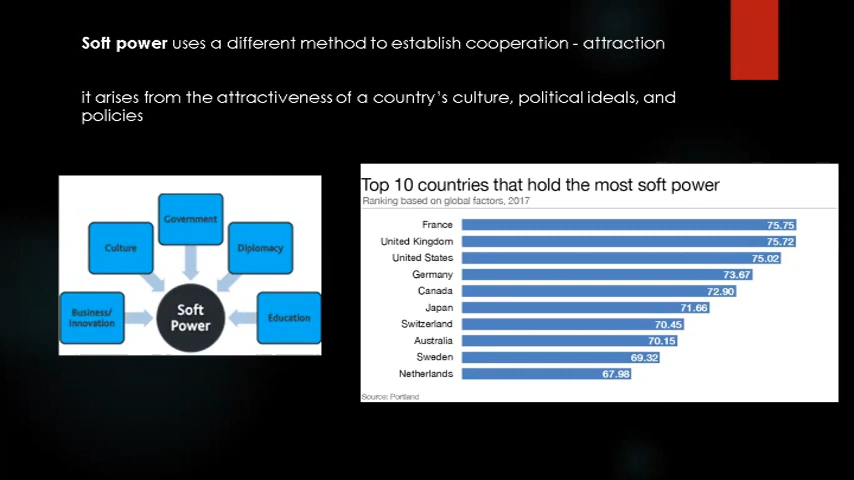 Soft power uses a different method to establish cooperation - attraction
it arises from the attractiveness of a country's culture, political ideals, and
policies
Government
Culture
Diplomacy
Business/
Innovation
Soft
Power
Education
Top 10 countries that hold the most soft power
Ranking based on global factors, 2017
France 75.75
United Kingdom 75.72
United States 75.02
Germany 73.67
Canada 72.90
Japan 71.66
Switzerland 70.45
Australia 70.15
Sweden 69.32
Netherlands 67.98
Source: Portland